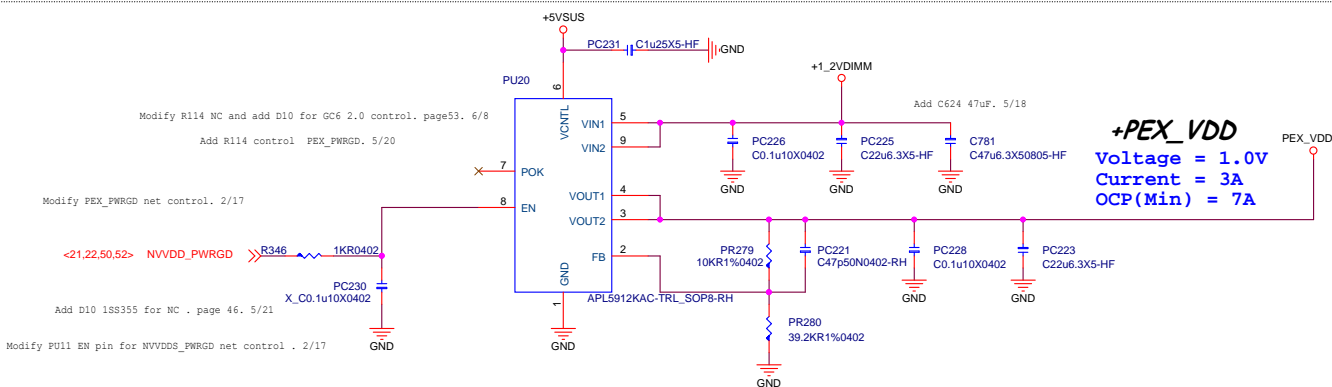 +5VSUS
PC231 C1u25X5-HF GND
+1_2VDIMM
PU20
6
Add C624 47uF. 5/18
Modify R114 NC and add D10 for GC6 2.0 control. page53. 6/8
VCNTL
VIN1 5
+PEX_VDD
PEX_VDD
Add R114 control PEX_PWRGD. 5/20
VIN2 9
PC226
C0.1u10X0402
PC225
C22u6.3X5-HF
C781
C47u6.3X50805-HF
Voltage = 1.0V
Current = 3A
OCP(Min) = 7A
7 POK
GND
GND
GND
VOUT1 4
Modify PEX_PWRGD net control. 2/17
8 EN
VOUT2 3
<21,22,50,52> NVVDD_PWRGD R346 1KR0402
FB 2
PR279
10KR1%0402
PC221
C47p50N0402-RH
PC228
C0.1u10X0402
PC223
C22u6.3X5-HF
GND
PC230
X_C0.1u10X0402
1
APL5912KAC-TRL_SOP8-RH
GND
GND
Add D10 1SS355 for NC . page 46. 5/21
PR280
39.2KR1%0402
Modify PU11 EN pin for NVVDDS_PWRGD net control . 2/17
GND
GND
GND